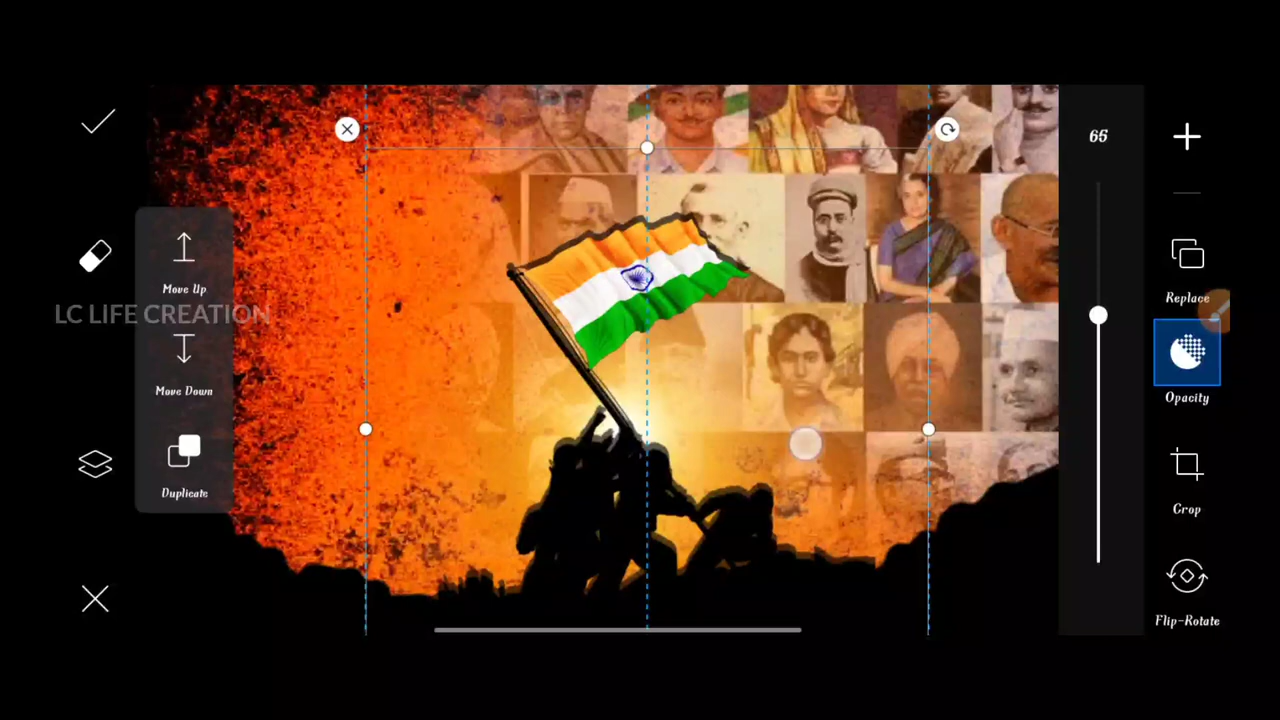 66
Move Up
LC LIFE CREATION
Move Down
Duplicate
Replace
Opacity
Crop
Flip-Rotate